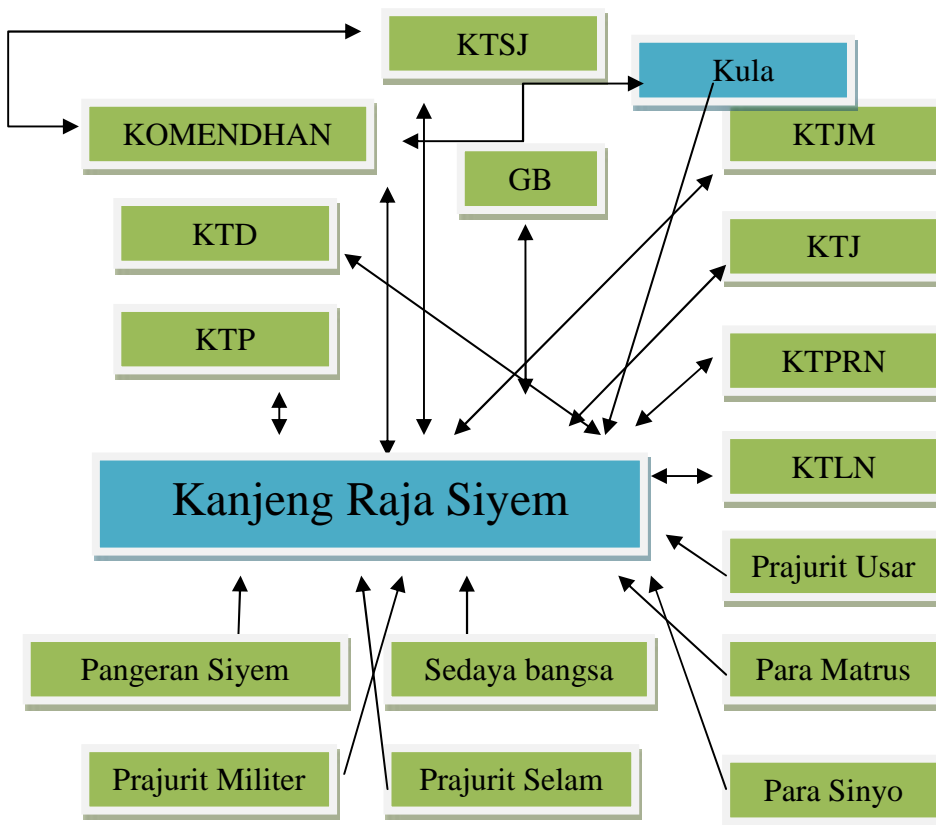 KTSJ
Kula
KOMENDHAN
KTJM
GB
KTD
KTJ
KTP
KTPRN
Kanjeng Raja Siyem
KTLN
Prajurit Usar
Pangeran Siyem
Sedaya bangsa
Para Matrus
Prajurit Militer
Prajurit Selam
Para Sinyo